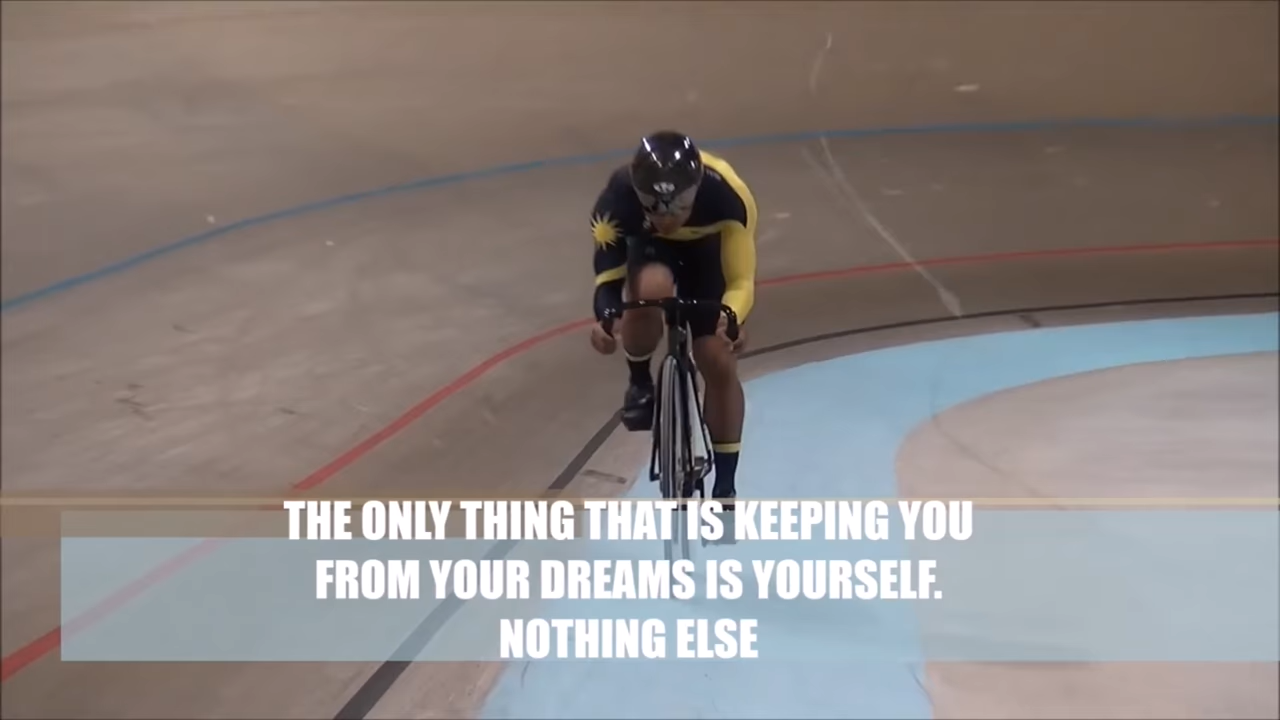 THE ONLY THING THAT IS KEEPING YOU
FROM YOUR DREAMS IS YOURSELF.
NOTHING ELSE